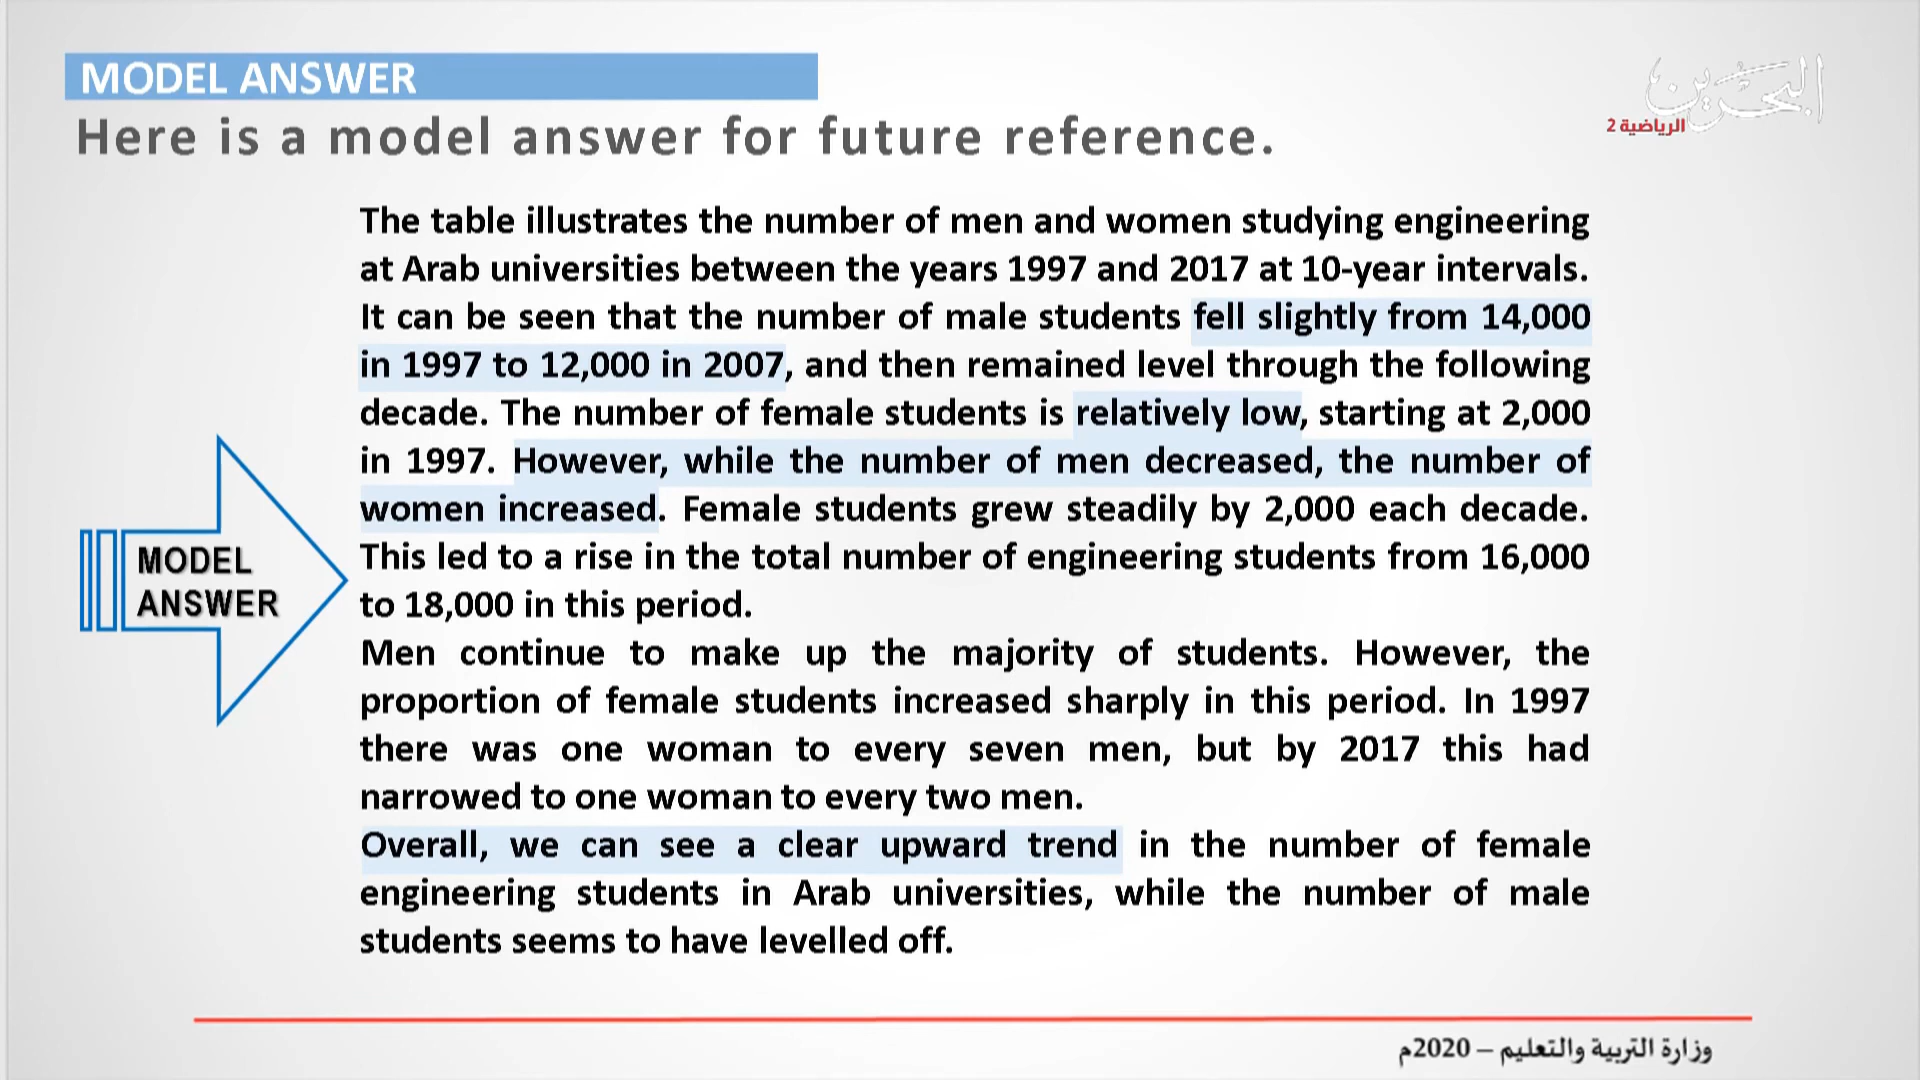 MODEL ANSWER
Here is a model answer for future reference.
البحرين
الرياضية 2
The table illustrates the number of men and women studying engineering
at Arab universities between the years 1997 and 2017 at 10-year intervals.
It can be seen that the number of male students fell slightly from 14,000
in 1997 to 12,000 in 2007, and then remained level through the following
decade. The number of female students is relatively low, starting at 2,000
in 1997. However, while the number of men decreased, the number of
women increased. Female students grew steadily by 2,000 each decade.
This led to a rise in the total number of engineering students from 16,000
to 18,000 in this period.
Men continue to make up the majority of students. However, the
proportion of female students increased sharply in this period. In 1997
there was one woman to every seven men, but by 2017 this had
narrowed to one woman to every two men.
Overall, we can see a clear upward trend in the number of female
engineering students in Arab universities, while the number of male
students seems to have levelled off.
MODEL
ANSWER
وزارة التربية والتعليم – 2020م